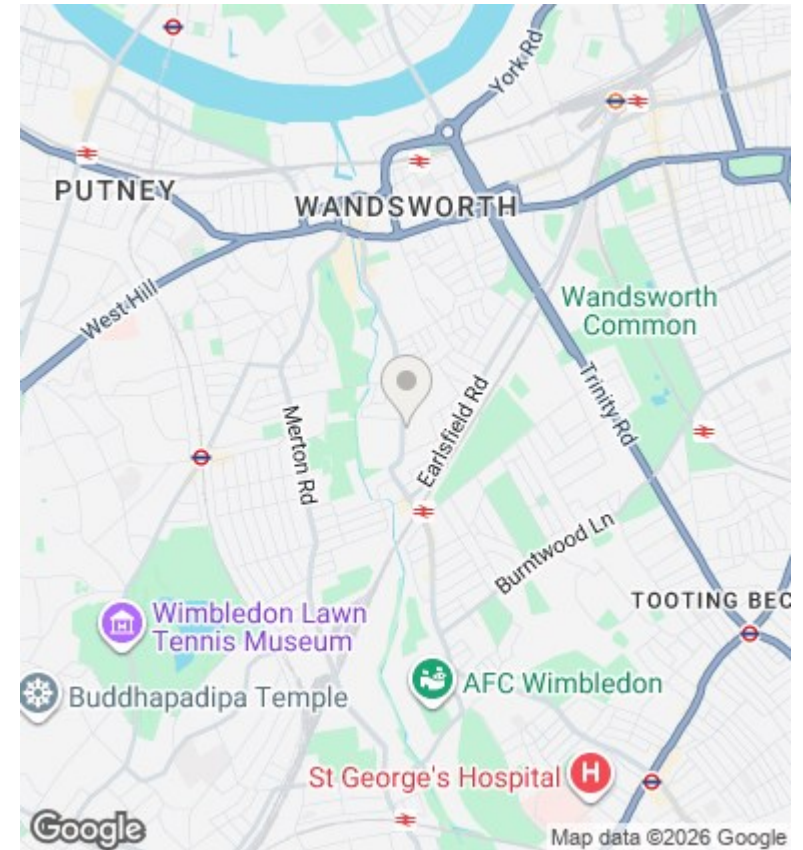 York Rd
PUTNEY
WANDSWORTH
West Hill
Wandsworth
Common
Trinity Rd
Earlsfield Rd
Merton Rd
Burntwood Ln
TOOTING BEC
Wimbledon Lawn
Tennis Museum
Buddhapadipa Temple
AFC Wimbledon
St George's Hospital
H
Google
Map data ©2026 Google